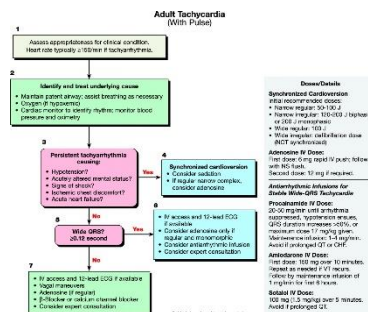 Adult Tachycardia
(With Pulse)
1
Assess appropriateness for clinical condition.
Heart rate typically ≥150/min if tachyarrhythmia.
2
Identify and treat underlying cause
• Maintain patent airway; assist breathing as necessary
• Oxygen (if hypoxemic)
• Cardiac monitor to identify rhythm; monitor blood
pressure and oximetry
3
Persistent tachyarrhythmia
causing:
• Hypotension?
• Acutely altered mental status?
• Signs of shock?
• Ischemic chest discomfort?
• Acute heart failure?
Yes
4
Synchronized cardioversion
• Consider sedation
• If regular narrow complex,
consider adenosine
No
5
Wide QRS?
≥0.12 second
Yes
6
• IV access and 12-lead ECG
if available
• Consider adenosine only if
regular and monomorphic
• Consider antiarrhythmic infusion
• Consider expert consultation
No
7
• IV access and 12-lead ECG if available
• Vagal maneuvers
• Adenosine (if regular)
• β-Blocker or calcium channel blocker
• Consider expert consultation
Doses/Details
Synchronized Cardioversion
Initial recommended doses:
• Narrow regular: 50-100 J
• Narrow irregular: 120-200 J biphasic
or 200 J monophasic
• Wide regular: 100 J
• Wide irregular: defibrillation dose
(NOT synchronized)
Adenosine IV Dose:
First dose: 6 mg rapid IV push; follow
with NS flush.
Second dose: 12 mg if required.
Antiarrhythmic Infusions for
Stable Wide-QRS Tachycardia
Procainamide IV Dose:
20-50 mg/min until arrhythmia
suppressed, hypotension ensues,
QRS duration increases >50%, or
maximum dose 17 mg/kg given.
Maintenance infusion: 1-4 mg/min.
Avoid if prolonged QT or CHF.
Amiodarone IV Dose:
First dose: 150 mg over 10 minutes.
Repeat as needed if VT recurs.
Follow by maintenance infusion of
1 mg/min for first 6 hours.
Sotalol IV Dose:
100 mg (1.5 mg/kg) over 5 minutes.
Avoid if prolonged QT.